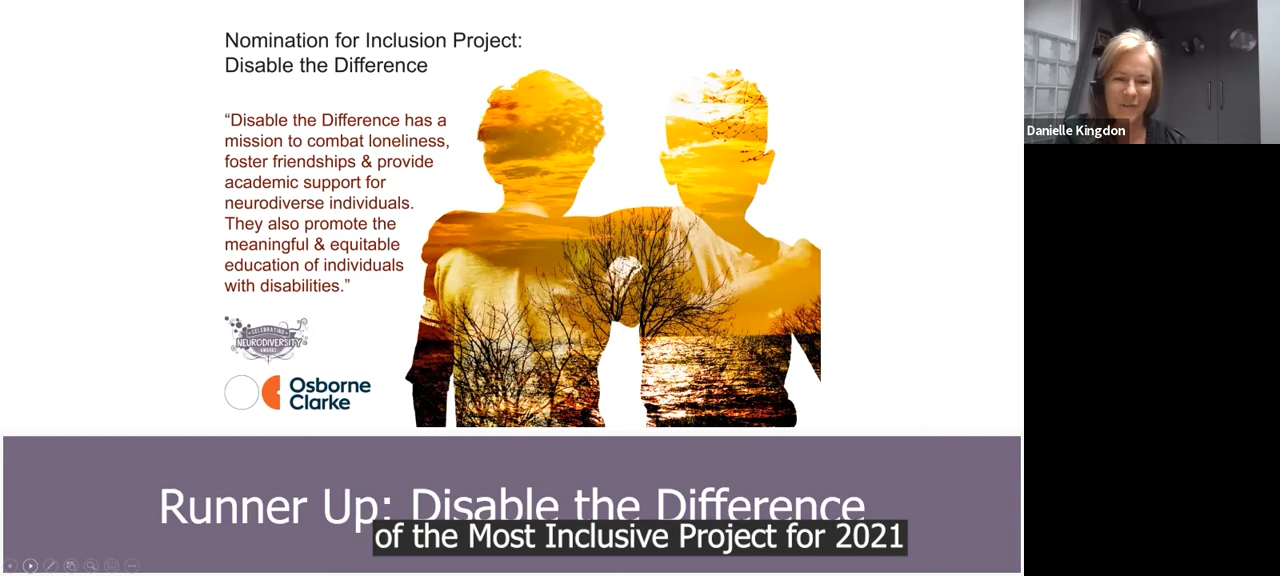 Nomination for Inclusion Project:
Disable the Difference
“Disable the Difference has a
mission to combat loneliness,
foster friendships & provide
academic support for
neurodiverse individuals.
They also promote the
meaningful & equitable
education of individuals
with disabilities.”
CELEBRATING
NEURODIVERSITY
AWARDS
Osborne
Clarke
Danielle Kingdon
Runner Up: Disable the Difference
of the Most Inclusive Project for 2021